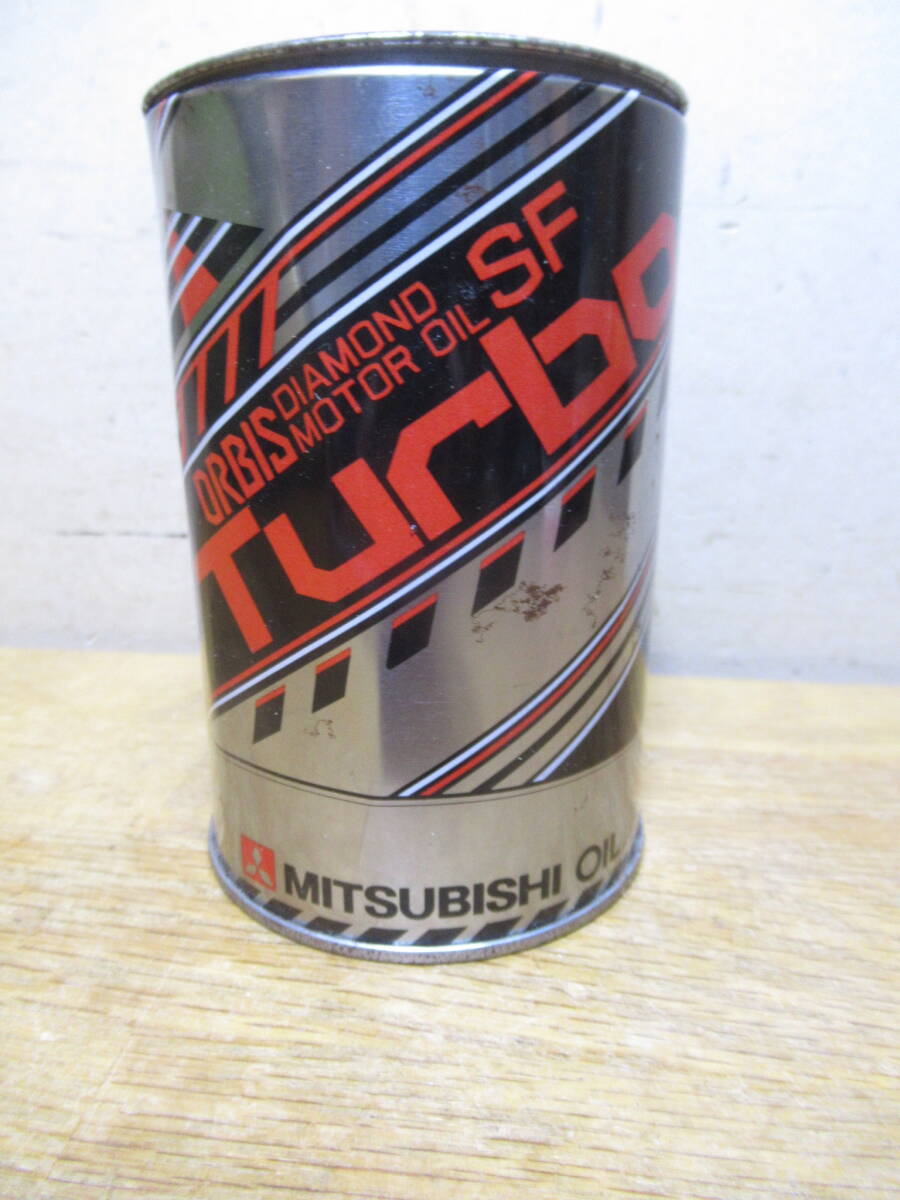 ORBIS DIAMOND
MOTOR OIL SF
Turbo
MITSUBISHI OIL